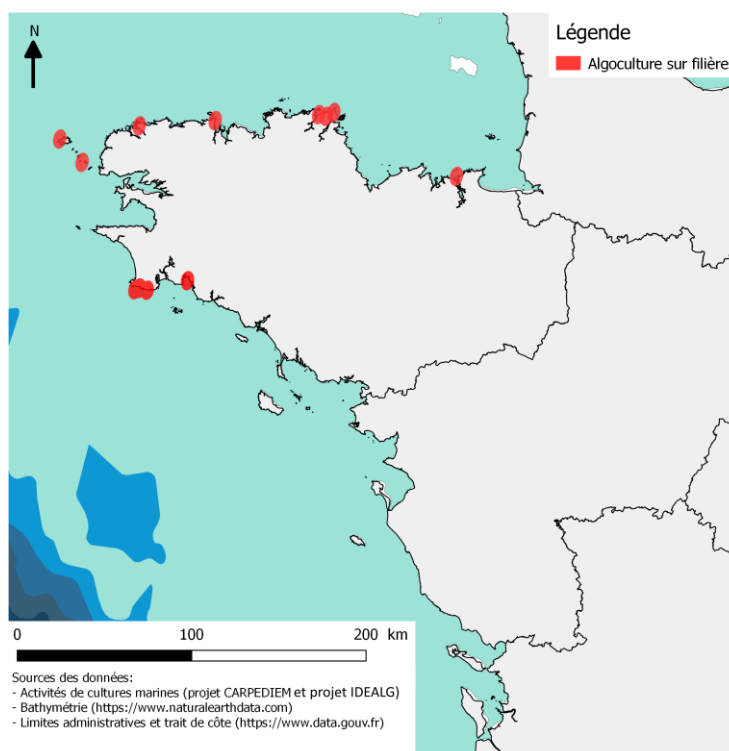 N
Légende
Algoculture sur filière
0 100 200 km
Sources des données:
- Activités de cultures marines (projet CARPEDIEM et projet IDEALG)
- Bathymétrie (https://www.naturalearthdata.com)
- Limites administratives et trait de côte (https://www.data.gouv.fr)